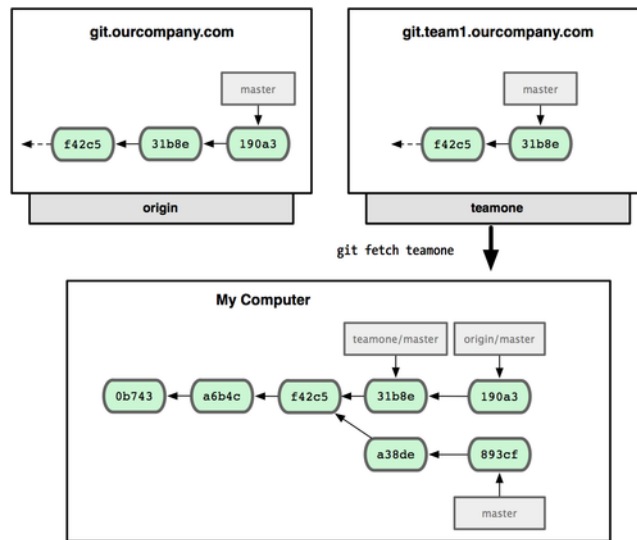 git.ourcompany.com
master
f42c5
31b8e
190a3
origin
git.team1.ourcompany.com
master
f42c5
31b8e
teamone
git fetch teamone
My Computer
teamone/master
origin/master
0b743
a6b4c
f42c5
31b8e
190a3
a38de
893cf
master